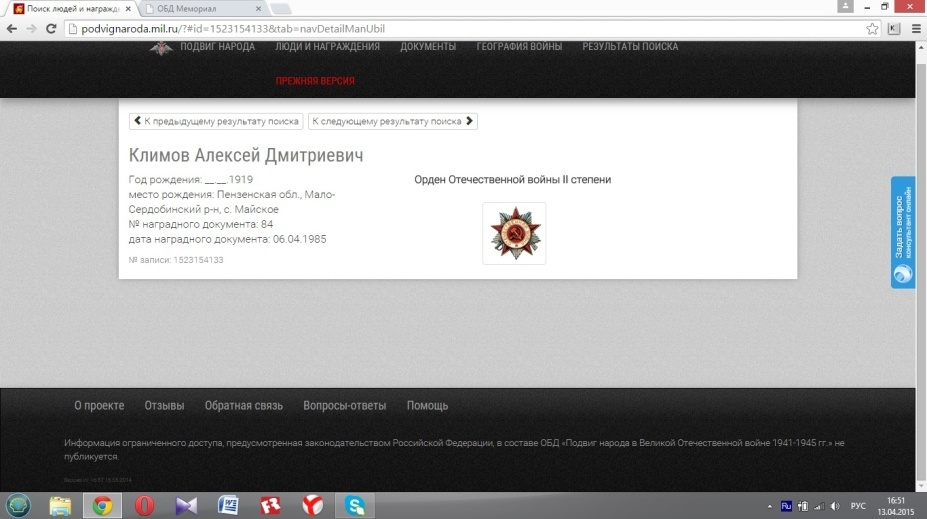 Поиск людей и награжд
ОБД Мемориал
podvignaroda.mil.ru/?#id=1523154133&tab=navDetailManUbil
ПОДВИГ НАРОДА ЛЮДИ И НАГРАЖДЕНИЯ ДОКУМЕНТЫ ГЕОГРАФИЯ ВОЙНЫ РЕЗУЛЬТАТЫ ПОИСКА
ПРЕЖНЯЯ ВЕРСИЯ
К предыдущему результату поиска К следующему результату поиска
Климов Алексей Дмитриевич
Год рождения: __.__.1919
место рождения: Пензенская обл., Мало-
Сердобинский р-н, с. Майское
№ наградного документа: 84
дата наградного документа: 06.04.1985
№ записи: 1523154133
Орден Отечественной войны II степени
Задать вопрос
консультант онлайн
О проекте Отзывы Обратная связь Вопросы-ответы Помощь
Информация ограниченного доступа, предусмотренная законодательством Российской Федерации, в составе ОБД «Подвиг народа в Великой Отечественной войне 1941-1945 гг.» не
публикуется.
Ru РУС
16:51
13.04.2015